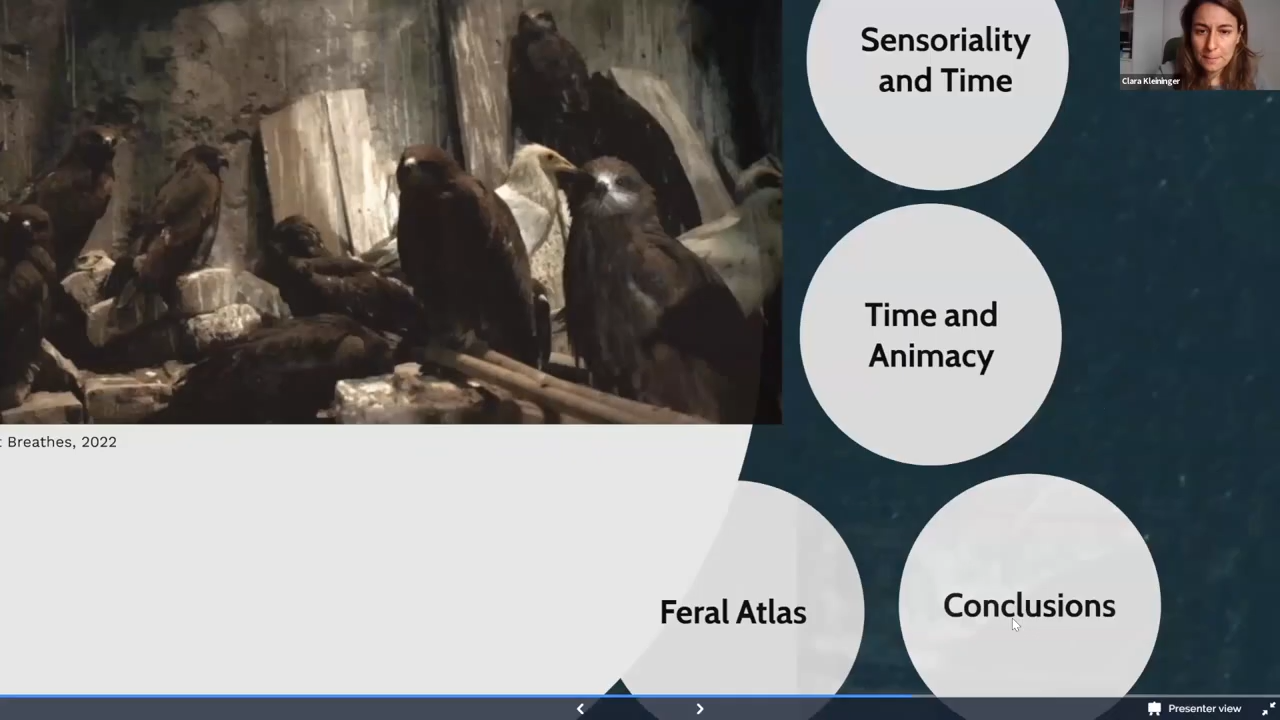 Sensoriality
and Time
Clara Kleininger
Time and
Animacy
t Breathes, 2022
Feral Atlas
Conclusions
Presenter view